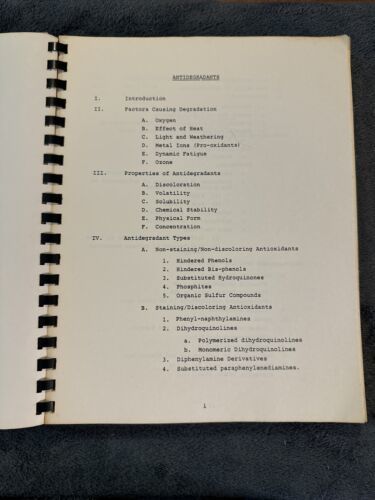 ANTIDEGRADANTS
I. Introduction
II. Factors Causing Degradation
A. Oxygen
B. Effect of Heat
C. Light and Weathering
D. Metal Ions (Pro-oxidants)
E. Dynamic Fatigue
F. Ozone
III. Properties of Antidegradants
A. Discoloration
B. Volatility
C. Solubility
D. Chemical Stability
E. Physical Form
F. Concentration
IV. Antidegradant Types
A. Non-staining/Non-discoloring Antioxidants
1. Hindered Phenols
2. Hindered Bis-phenols
3. Substituted Hydroquinones
4. Phosphites
5. Organic Sulfur Compounds
B. Staining/Discoloring Antioxidants
1. Phenyl-naphthylamines
2. Dihydroquinolines
a. Polymerized dihydroquinolines
b. Monomeric Dihydroquinolines
3. Diphenylamine Derivatives
4. Substituted paraphenylenediamines.
i